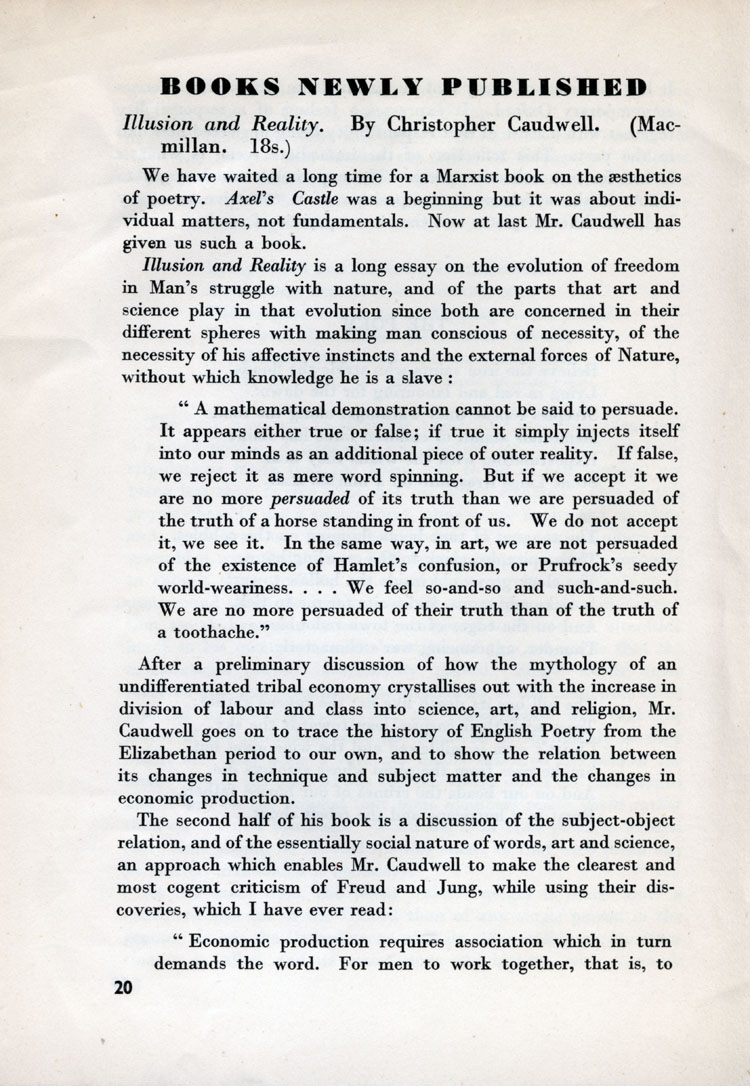 BOOKS NEWLY PUBLISHED
Illusion and Reality. By Christopher Caudwell. (Mac-
millan. 18s.)
We have waited a long time for a Marxist book on the æsthetics
of poetry. Axel's Castle was a beginning but it was about indi-
vidual matters, not fundamentals. Now at last Mr. Caudwell has
given us such a book.
Illusion and Reality is a long essay on the evolution of freedom
in Man's struggle with nature, and of the parts that art and
science play in that evolution since both are concerned in their
different spheres with making man conscious of necessity, of the
necessity of his affective instincts and the external forces of Nature,
without which knowledge he is a slave :
“ A mathematical demonstration cannot be said to persuade.
It appears either true or false; if true it simply injects itself
into our minds as an additional piece of outer reality. If false,
we reject it as mere word spinning. But if we accept it we
are no more persuaded of its truth than we are persuaded of
the truth of a horse standing in front of us. We do not accept
it, we see it. In the same way, in art, we are not persuaded
of the existence of Hamlet's confusion, or Prufrock's seedy
world-weariness. . . . We feel so-and-so and such-and-such.
We are no more persuaded of their truth than of the truth of
a toothache.”
After a preliminary discussion of how the mythology of an
undifferentiated tribal economy crystallises out with the increase in
division of labour and class into science, art, and religion, Mr.
Caudwell goes on to trace the history of English Poetry from the
Elizabethan period to our own, and to show the relation between
its changes in technique and subject matter and the changes in
economic production.
The second half of his book is a discussion of the subject-object
relation, and of the essentially social nature of words, art and science,
an approach which enables Mr. Caudwell to make the clearest and
most cogent criticism of Freud and Jung, while using their dis-
coveries, which I have ever read:
“ Economic production requires association which in turn
demands the word. For men to work together, that is, to
20